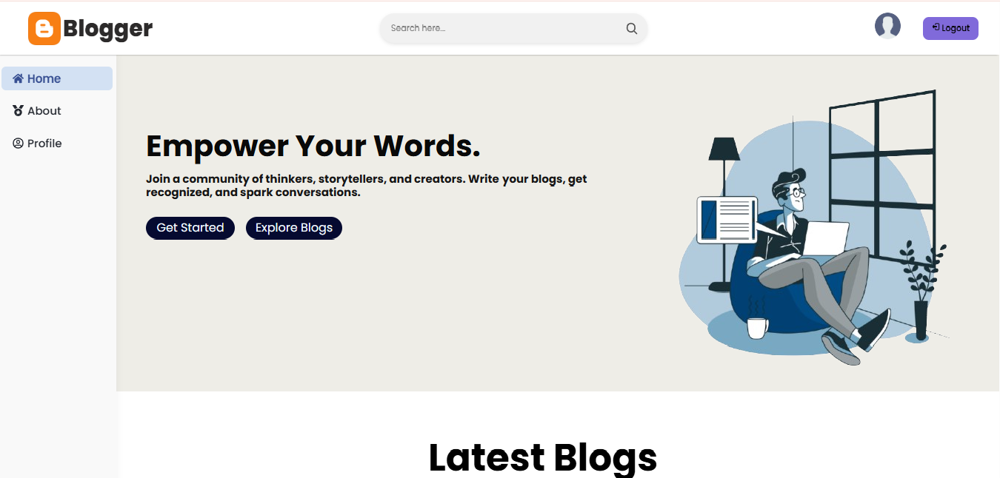 Blogger
Search here...
Logout
Home
About
Profile
Empower Your Words.
Join a community of thinkers, storytellers, and creators. Write your blogs, get
recognized, and spark conversations.
Get Started
Explore Blogs
Latest Blogs